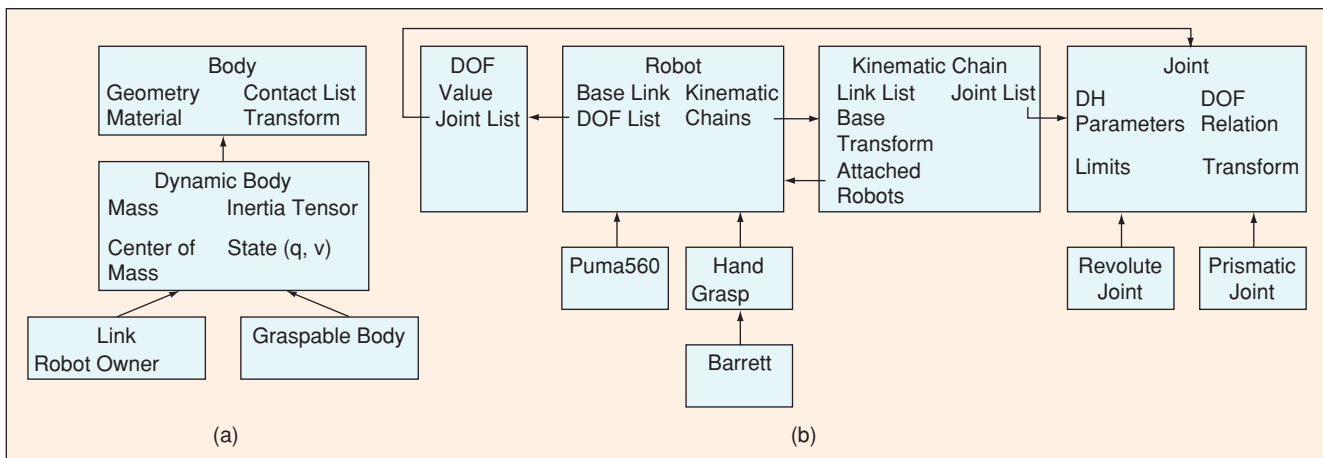 Body
Geometry Contact List
Material Transform
Dynamic Body
Mass Inertia Tensor
Center of State (q, v)
Mass
Link
Robot Owner
Graspable Body
(a)
DOF
Value
Joint List
Robot
Base Link Kinematic
DOF List Chains
Kinematic Chain
Link List Joint List
Base
Transform
Attached
Robots
Joint
DH DOF
Parameters Relation
Limits Transform
Puma560
Hand
Grasp
Barrett
Revolute
Joint
Prismatic
Joint
(b)